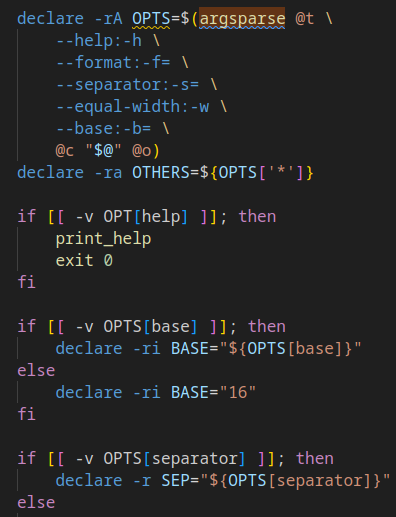 declare -rA OPTS=$(argsparse @t \
    --help:-h \
    --format:-f= \
    --separator:-s= \
    --equal-width:-w \
    --base:-b= \
    @c "$@" @o)
declare -ra OTHERS=${OPTS['*']}

if [[ -v OPT[help] ]]; then
    print_help
    exit 0
fi

if [[ -v OPTS[base] ]]; then
    declare -ri BASE="${OPTS[base]}"
else
    declare -ri BASE="16"
fi

if [[ -v OPTS[separator] ]]; then
    declare -r SEP="${OPTS[separator]}"
else